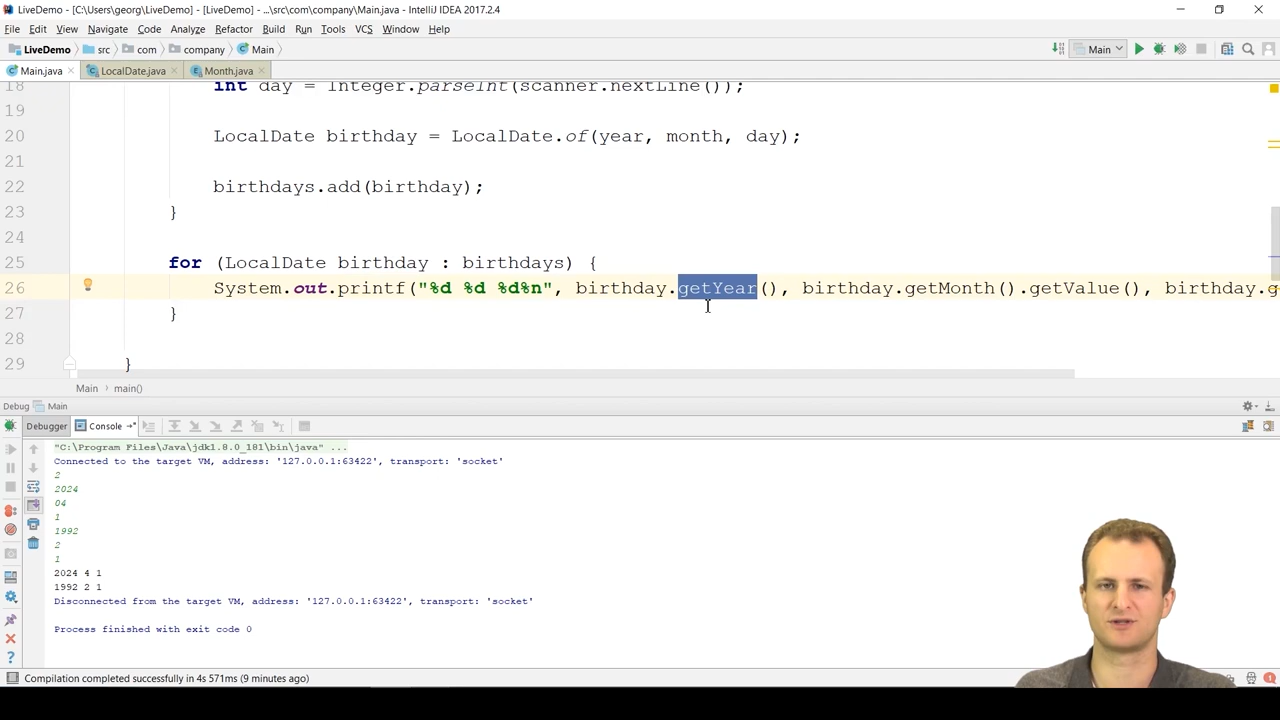 LiveDemo - [C:\Users\georg\LiveDemo] - [LiveDemo] - ...\src\com\company\Main.java - IntelliJ IDEA 2017.2.4
File Edit View Navigate Code Analyze Refactor Build Run Tools VCS Window Help
LiveDemo src com company Main Main
Main.java LocalDate.java Month.java
18 int day = Integer.parseInt(scanner.nextLine());
19
20 LocalDate birthday = LocalDate.of(year, month, day);
21
22 birthdays.add(birthday);
23 }
24
25 for (LocalDate birthday : birthdays) {
26 System.out.printf("%d %d %d%n", birthday.getYear(), birthday.getMonth().getValue(), birthday.g
27 }
28
29 }
Main main()
Debug Main
Debugger Console
"C:\Program Files\Java\jdk1.8.0_181\bin\java" ...
Connected to the target VM, address: '127.0.0.1:63422', transport: 'socket'
2
2024
04
1
1992
2
1
2024 4 1
1992 2 1
Disconnected from the target VM, address: '127.0.0.1:63422', transport: 'socket'
Process finished with exit code 0
Compilation completed successfully in 4s 571ms (9 minutes ago)